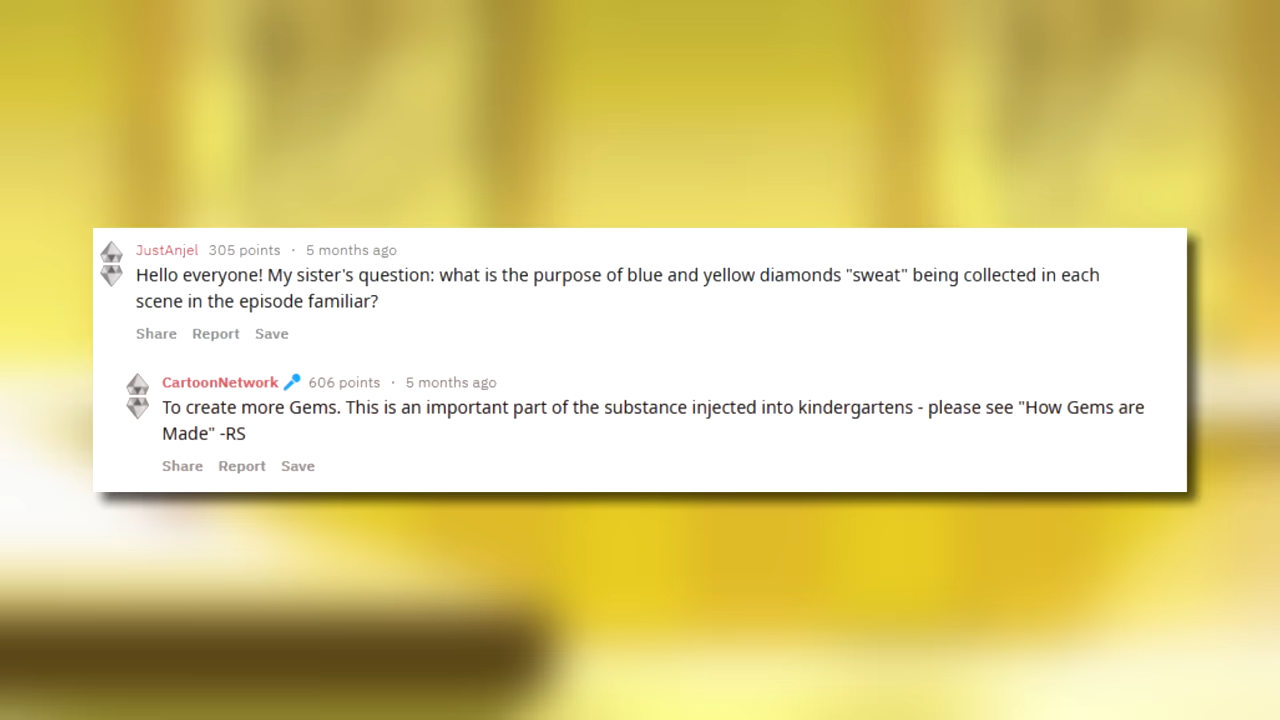 JustAnjel 305 points · 5 months ago
Hello everyone! My sister's question: what is the purpose of blue and yellow diamonds "sweat" being collected in each
scene in the episode familiar?
Share Report Save
CartoonNetwork 606 points · 5 months ago
To create more Gems. This is an important part of the substance injected into kindergartens - please see "How Gems are
Made" -RS
Share Report Save